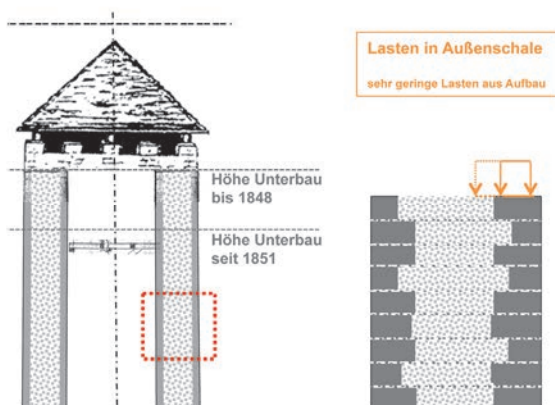 Lasten in Außenschale
sehr geringe Lasten aus Aufbau
Höhe Unterbau
bis 1848
Höhe Unterbau
seit 1851